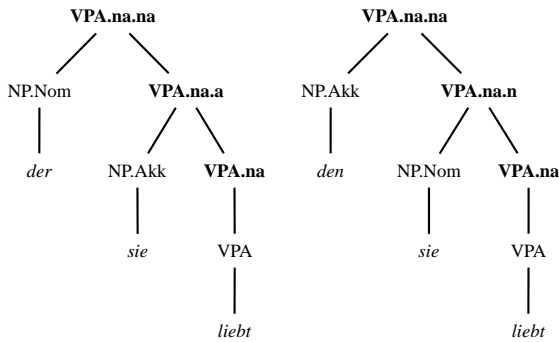 VPA.na.na VPA.na.na
NP.Nom VPA.na.a NP.Akk VPA.na.n
der NP.Akk VPA.na den NP.Nom VPA.na
sie VPA sie VPA
liebt liebt